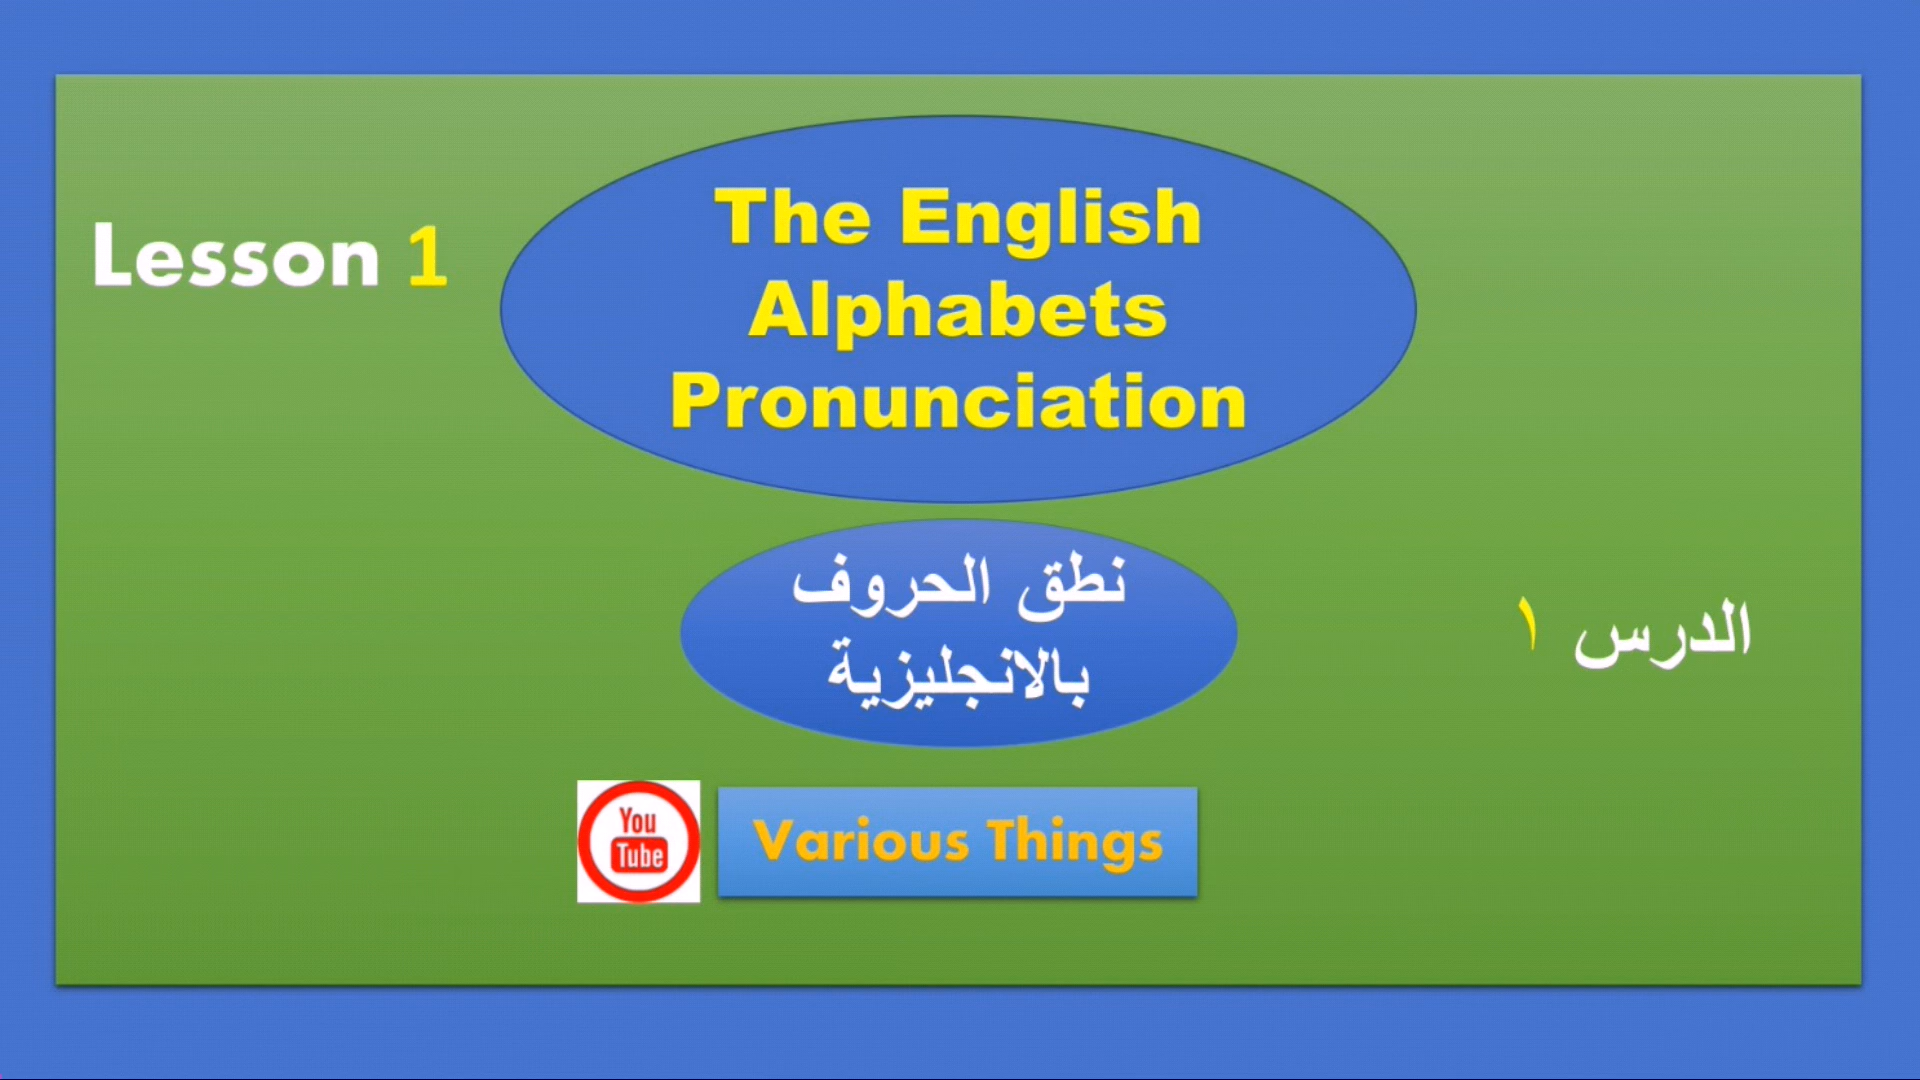 Lesson 1
The English
Alphabets
Pronunciation
نطق الحروف
بالانجليزية
الدرس ١
You
Tube
Various Things